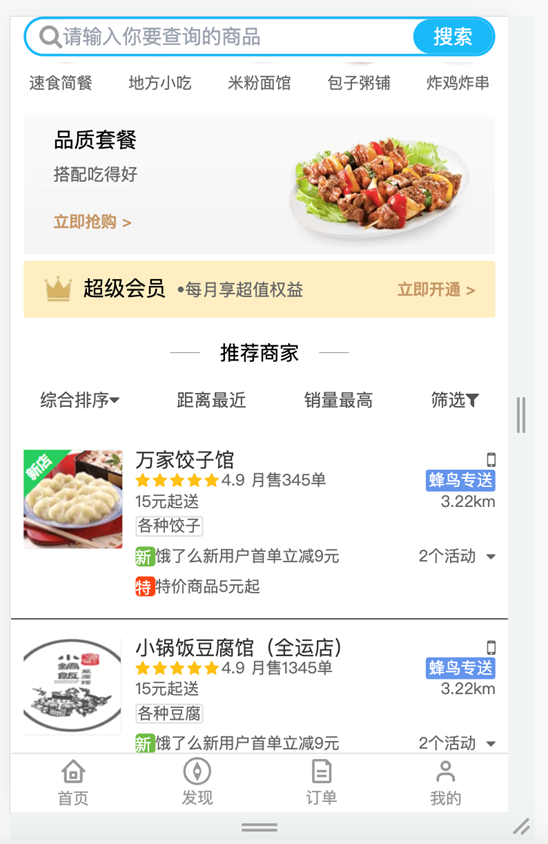 请输入你要查询的商品 搜索
速食简餐 地方小吃 米粉面馆 包子粥铺 炸鸡炸串
品质套餐
搭配吃得好
立即抢购 >
超级会员 •每月享超值权益 立即开通 >
推荐商家
综合排序 距离最近 销量最高 筛选
新店
万家饺子馆
4.9 月售345单 蜂鸟专送
15元起送 3.22km
各种饺子
新 饿了么新用户首单立减9元 2个活动
特 特价商品5元起
小锅饭豆腐馆（全运店）
小鍋飯
4.9 月售1345单 蜂鸟专送
15元起送 3.22km
各种豆腐
新 饿了么新用户首单立减9元 2个活动
首页 发现 订单 我的